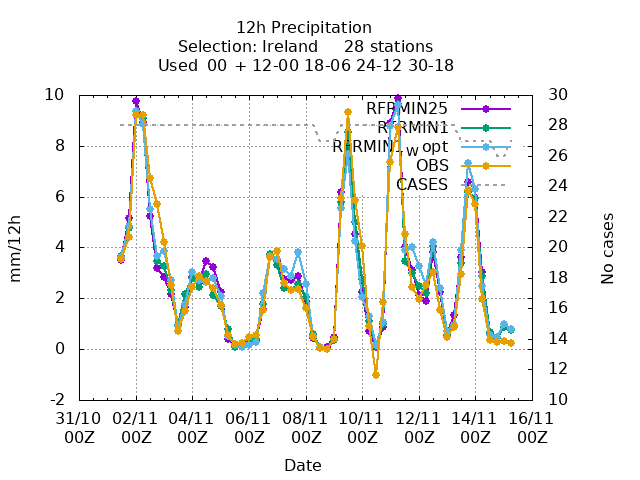 12h Precipitation
Selection: Ireland 28 stations
Used 00 + 12-00 18-06 24-12 30-18
10 30
8 28
26
6 24
22
4 20
2 18
16
0 14
12
-2 10
RFRMIN25
RFRMIN1
opt
OBS
CASES
mm/12h
No cases
31/10 02/11 04/11 06/11 08/11 10/11 12/11 14/11 16/11
00Z 00Z 00Z 00Z 00Z 00Z 00Z 00Z 00Z
Date